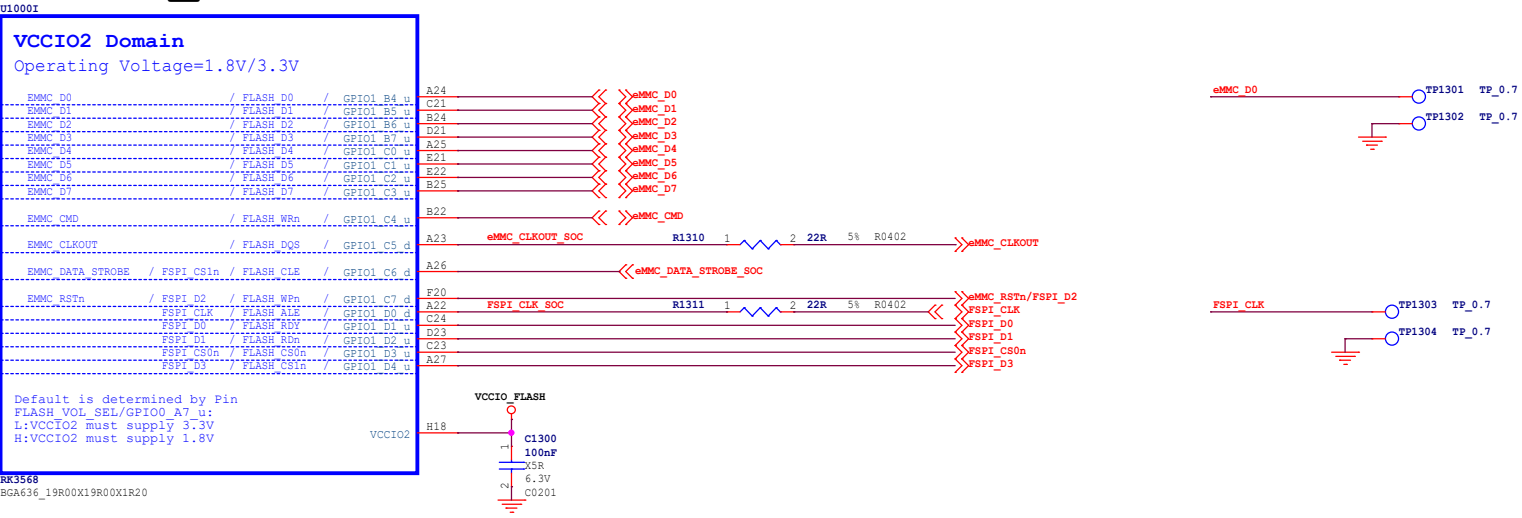 U1000I
VCCIO2 Domain
Operating Voltage=1.8V/3.3V
EMMC_D0 / FLASH_D0 / GPIO1_B4_u A24 eMMC_D0
EMMC_D1 / FLASH_D1 / GPIO1_B5_u C21 eMMC_D1
EMMC_D2 / FLASH_D2 / GPIO1_B6_u B24 eMMC_D2
EMMC_D3 / FLASH_D3 / GPIO1_B7_u D21 eMMC_D3
EMMC_D4 / FLASH_D4 / GPIO1_C0_u A25 eMMC_D4
EMMC_D5 / FLASH_D5 / GPIO1_C1_u E21 eMMC_D5
EMMC_D6 / FLASH_D6 / GPIO1_C2_u E22 eMMC_D6
EMMC_D7 / FLASH_D7 / GPIO1_C3_u B25 eMMC_D7
EMMC_CMD / FLASH_WRn / GPIO1_C4_u B22 eMMC_CMD
EMMC_CLKOUT / FLASH_DQS / GPIO1_C5_d A23 eMMC_CLKOUT_SOC R1310 1 2 22R 5% R0402 eMMC_CLKOUT
EMMC_DATA_STROBE / FSPI_CS1n / FLASH_CLE / GPIO1_C6_d A26 eMMC_DATA_STROBE_SOC
EMMC_RSTn / FSPI_D2 / FLASH_WPn / GPIO1_C7_d F20 eMMC_RSTn/FSPI_D2
FSPI_CLK / FLASH_ALE / GPIO1_D0_d A22 FSPI_CLK_SOC R1311 1 2 22R 5% R0402 FSPI_CLK
FSPI_D0 / FLASH_RDY / GPIO1_D1_u C24 FSPI_D0
FSPI_D1 / FLASH_RDn / GPIO1_D2_u D23 FSPI_D1
FSPI_CS0n / FLASH_CS0n / GPIO1_D3_u C23 FSPI_CS0n
FSPI_D3 / FLASH_CS1n / GPIO1_D4_u A27 FSPI_D3
Default is determined by Pin
FLASH_VOL_SEL/GPIO0_A7_u:
L:VCCIO2 must supply 3.3V
H:VCCIO2 must supply 1.8V
VCCIO2 H18
VCCIO_FLASH
1
C1300
100nF
X5R
6.3V
2
C0201
RK3568
BGA636_19R00X19R00X1R20
eMMC_D0 TP1301 TP_0.7
TP1302 TP_0.7
FSPI_CLK TP1303 TP_0.7
TP1304 TP_0.7